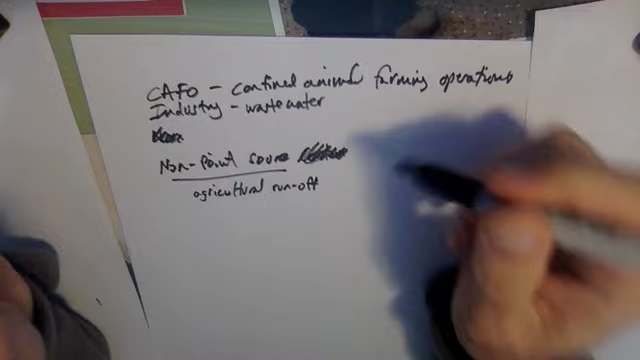 CAFO - confined animal farming operations
Industry - wastewater
Non-Point Source
agricultural run-off